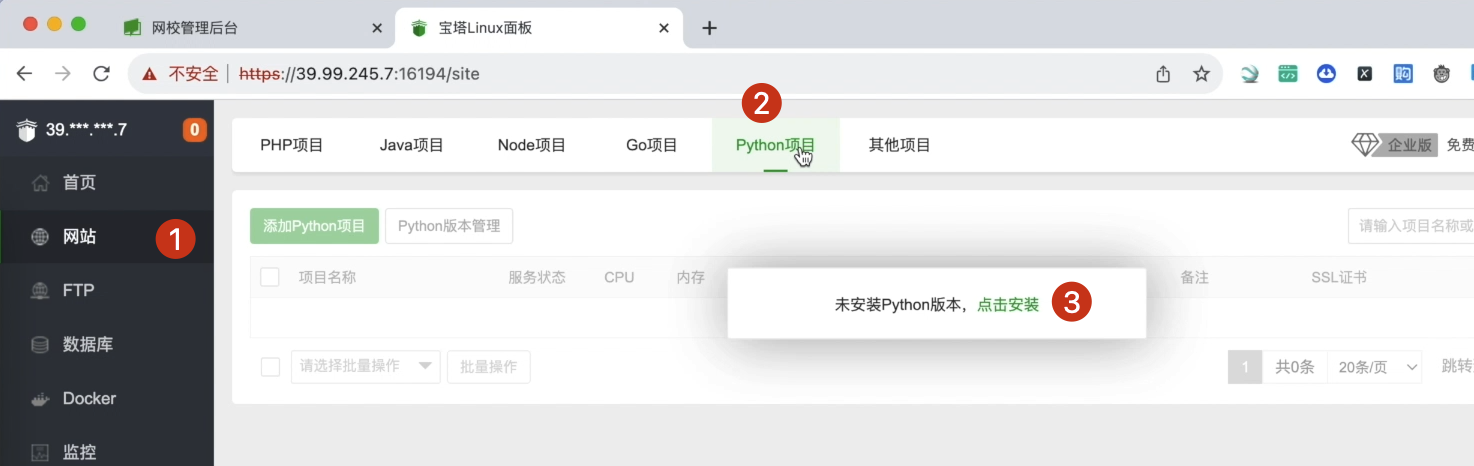 网校管理后台
宝塔Linux面板
不安全 | https://39.99.245.7:16194/site
39.***.***.7 0
2
PHP项目 Java项目 Node项目 Go项目 Python项目 其他项目 企业版 免费
首页
网站 1
FTP
数据库
Docker
监控
添加Python项目 Python版本管理 请输入项目名称或
项目名称 服务状态 CPU 内存 备注 SSL证书
未安装Python版本，点击安装 3
请选择批量操作 批量操作 1 共0条 20条/页 跳转